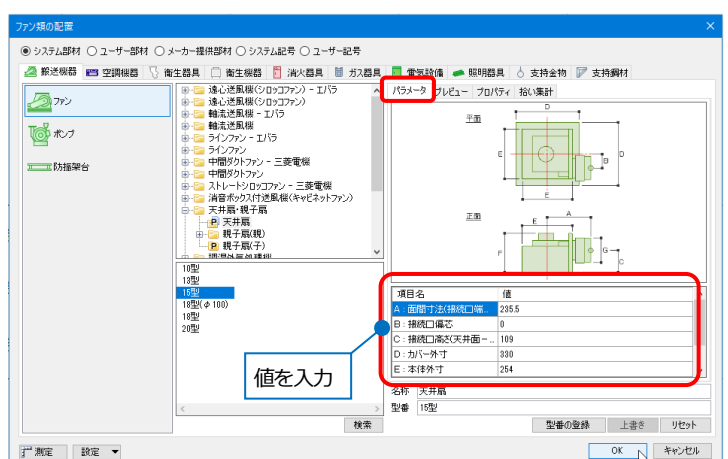 ファン類の配置
システム部材 ユーザー部材 メーカー提供部材 システム記号 ユーザー記号
搬送機器 空調機器 衛生器具 衛生機器 消火器具 ガス器具 電気設備 照明器具 支持金物 支持鋼材
ファン
ポンプ
防振架台
遠心送風機(シロッコファン) - エバラ
遠心送風機(シロッコファン)
軸流送風機 - エバラ
軸流送風機
ラインファン - エバラ
ラインファン
中間ダクトファン - 三菱電機
中間ダクトファン
ストレートシロッコファン - 三菱電機
消音ボックス付送風機(キャビネットファン)
天井扇・親子扇
天井扇
親子扇(親)
親子扇(子)
10型
13型
15型
18型(φ100)
18型
20型
検索
パラメータ プレビュー プロパティ 拾い集計
平面
D
E
B
D
E
正面
E A
F
G
C
項目名 値
A：面間寸法(接続口端... 235.5
B：接続口偏芯 0
C：接続口高さ(天井面－... 109
D：カバー外寸 330
E：本体外寸 254
値を入力
名称 天井扇
型番 15型
型番の登録 上書き リセット
測定 設定 OK キャンセル